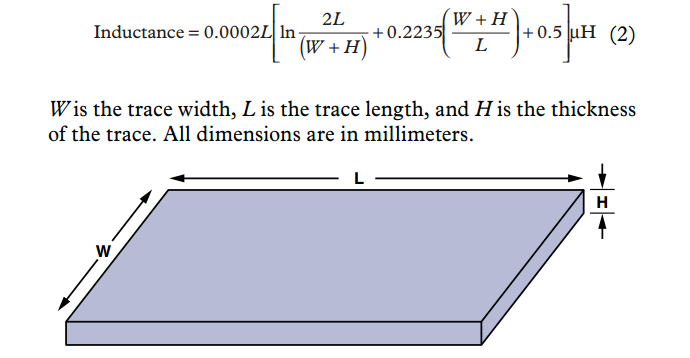 Inductance = 0.0002L[ln 2L/(W + H) + 0.2235((W + H)/L) + 0.5]µH (2)
W is the trace width, L is the trace length, and H is the thickness
of the trace. All dimensions are in millimeters.
L
H
W